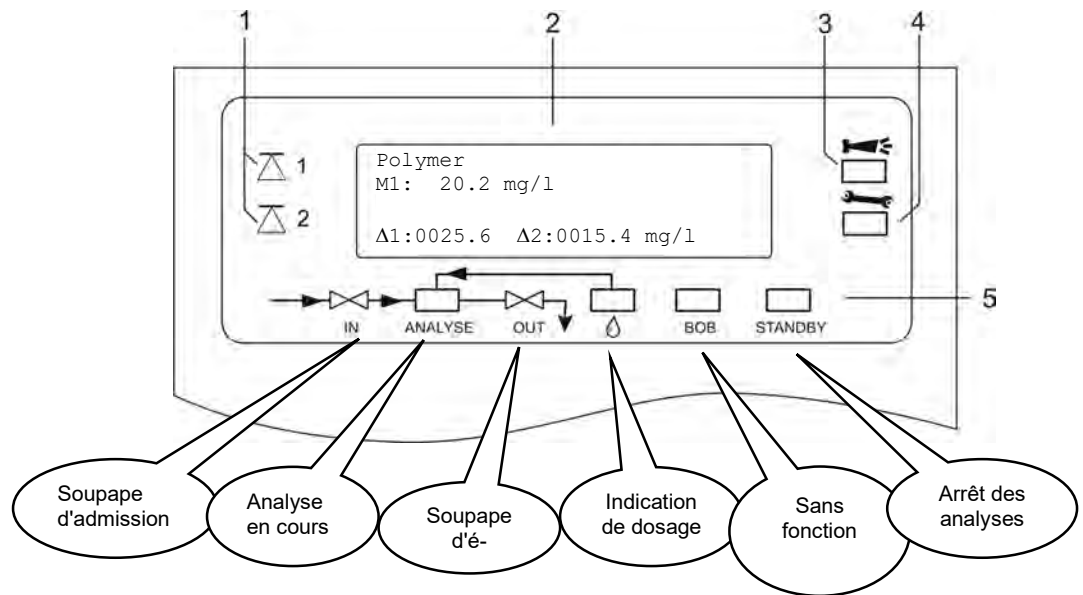 1
2
3
4
1
2
Polymer
M1: 20.2 mg/l
Δ1:0025.6 Δ2:0015.4 mg/l
5
IN
ANALYSE
OUT
BOB
STANDBY
Soupape
d'admission
Analyse
en cours
Soupape
d'é-
Indication
de dosage
Sans
fonction
Arrêt des
analyses